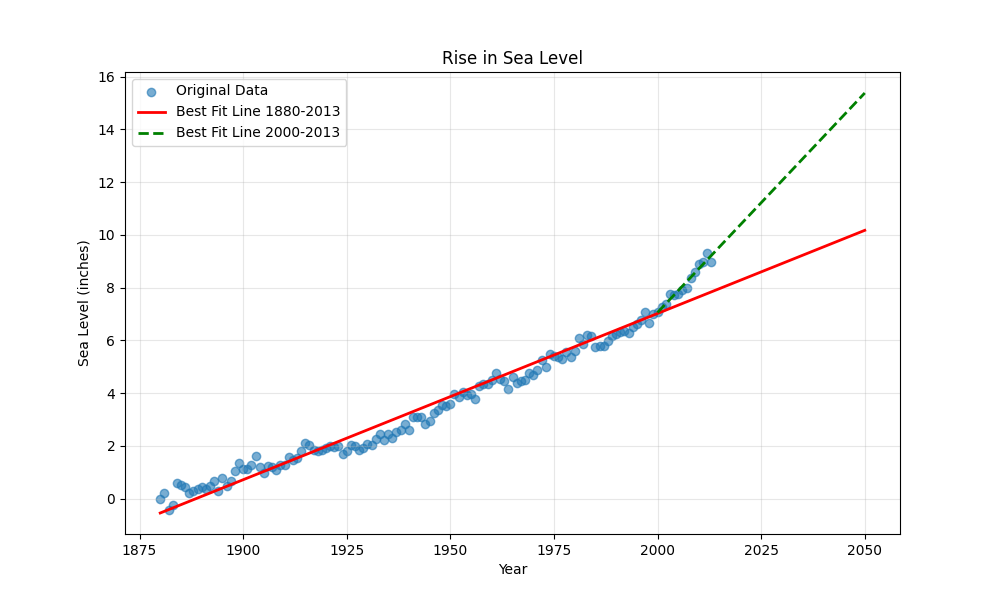 Rise in Sea Level
Original Data
Best Fit Line 1880-2013
Best Fit Line 2000-2013
Sea Level (inches)
16
14
12
10
8
6
4
2
0
1875 1900 1925 1950 1975 2000 2025 2050
Year